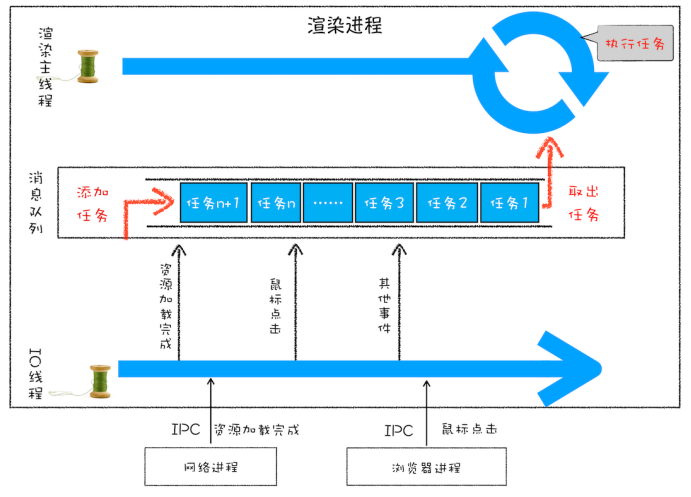 渲染进程
渲染主线程
执行任务
消息队列
添加
任务
任务n+1
任务n
······
任务3
任务2
任务1
取出
任务
资源加载完成
鼠标点击
其他事件
IO线程
IPC 资源加载完成
IPC 鼠标点击
网络进程
浏览器进程